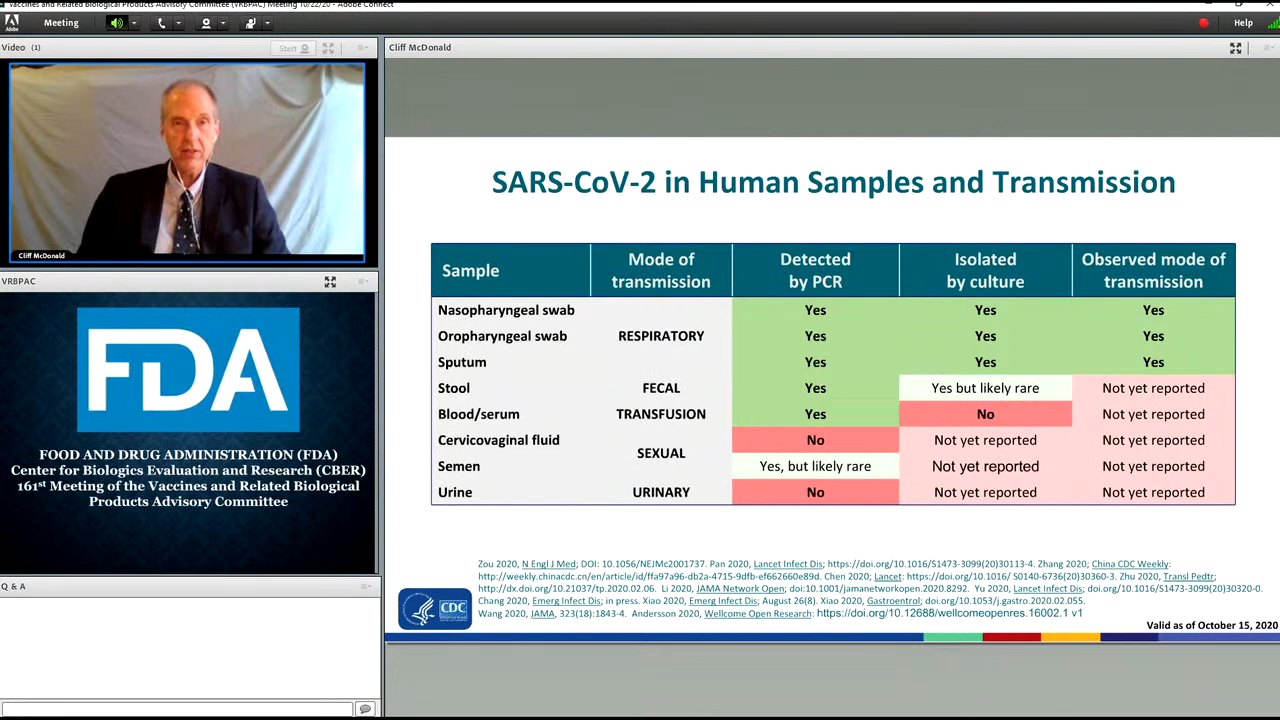 Vaccines and Related Biological Products Advisory Committee (VRBPAC) Meeting 10/22/20 - Adobe Connect
Adobe
Meeting
Help
Video (1)
Start
Cliff McDonald
Cliff McDonald
VRBPAC
FDA
FOOD AND DRUG ADMINISTRATION (FDA)
Center for Biologics Evaluation and Research (CBER)
161st Meeting of the Vaccines and Related Biological
Products Advisory Committee
Q & A
SARS-CoV-2 in Human Samples and Transmission
Sample Mode of transmission Detected by PCR Isolated by culture Observed mode of transmission
Nasopharyngeal swab Yes Yes Yes
Oropharyngeal swab RESPIRATORY Yes Yes Yes
Sputum Yes Yes Yes
Stool FECAL Yes Yes but likely rare Not yet reported
Blood/serum TRANSFUSION Yes No Not yet reported
Cervicovaginal fluid SEXUAL No Not yet reported Not yet reported
Semen Yes, but likely rare Not yet reported Not yet reported
Urine URINARY No Not yet reported Not yet reported
Zou 2020, N Engl J Med; DOI: 10.1056/NEJMc2001737. Pan 2020, Lancet Infect Dis; https://doi.org/10.1016/S1473-3099(20)30113-4. Zhang 2020; China CDC Weekly:
http://weekly.chinacdc.cn/en/article/id/ffa97a96-db2a-4715-9dfb-ef662660e89d. Chen 2020; Lancet: https://doi.org/10.1016/ S0140-6736(20)30360-3. Zhu 2020, Transl Pedtr;
http://dx.doi.org/10.21037/tp.2020.02.06. Li 2020, JAMA Network Open; doi:10.1001/jamanetworkopen.2020.8292. Yu 2020, Lancet Infect Dis; doi.org/10.1016/S1473-3099(20)30320-0.
Chang 2020, Emerg Infect Dis; in press. Xiao 2020, Emerg Infect Dis; August 26(8). Xiao 2020, Gastroentrol; doi.org/10.1053/j.gastro.2020.02.055.
Wang 2020, JAMA, 323(18):1843-4. Andersson 2020, Wellcome Open Research: https://doi.org/10.12688/wellcomeopenres.16002.1 v1
CDC
Valid as of October 15, 2020